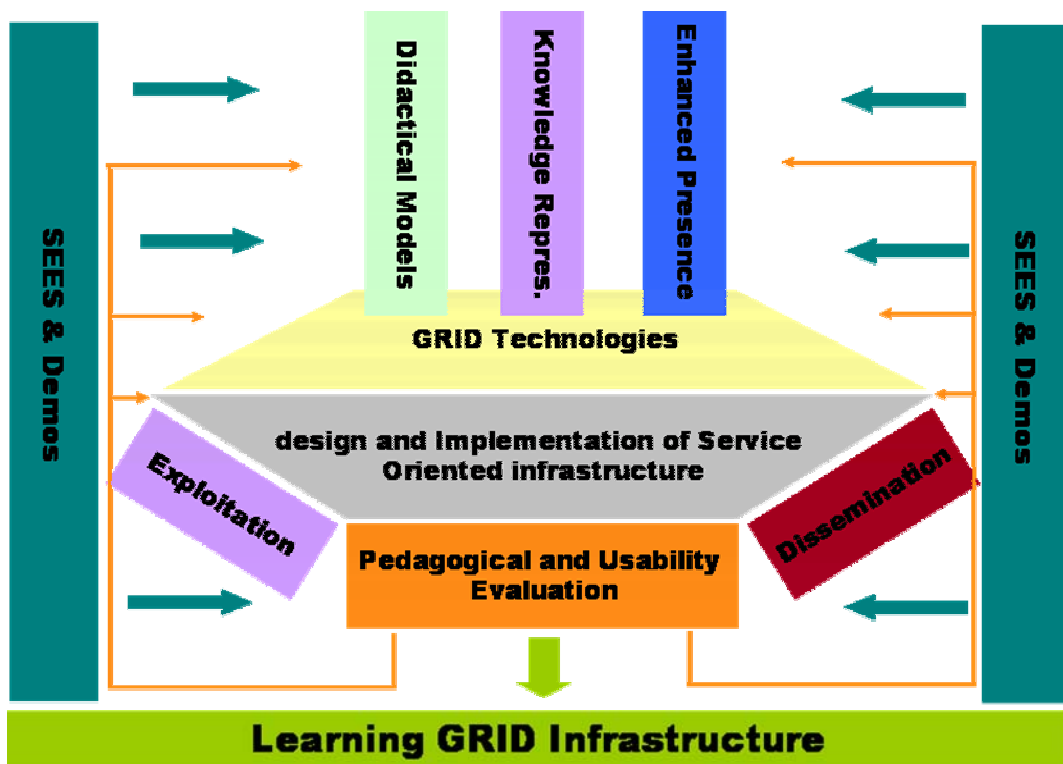 Didactical Models
Knowledge Repres.
Enhanced Presence
SEES & Demos
SEES & Demos
GRID Technologies
design and Implementation of Service
Oriented infrastructure
Exploitation
Dissemination
Pedagogical and Usability
Evaluation
Learning GRID Infrastructure